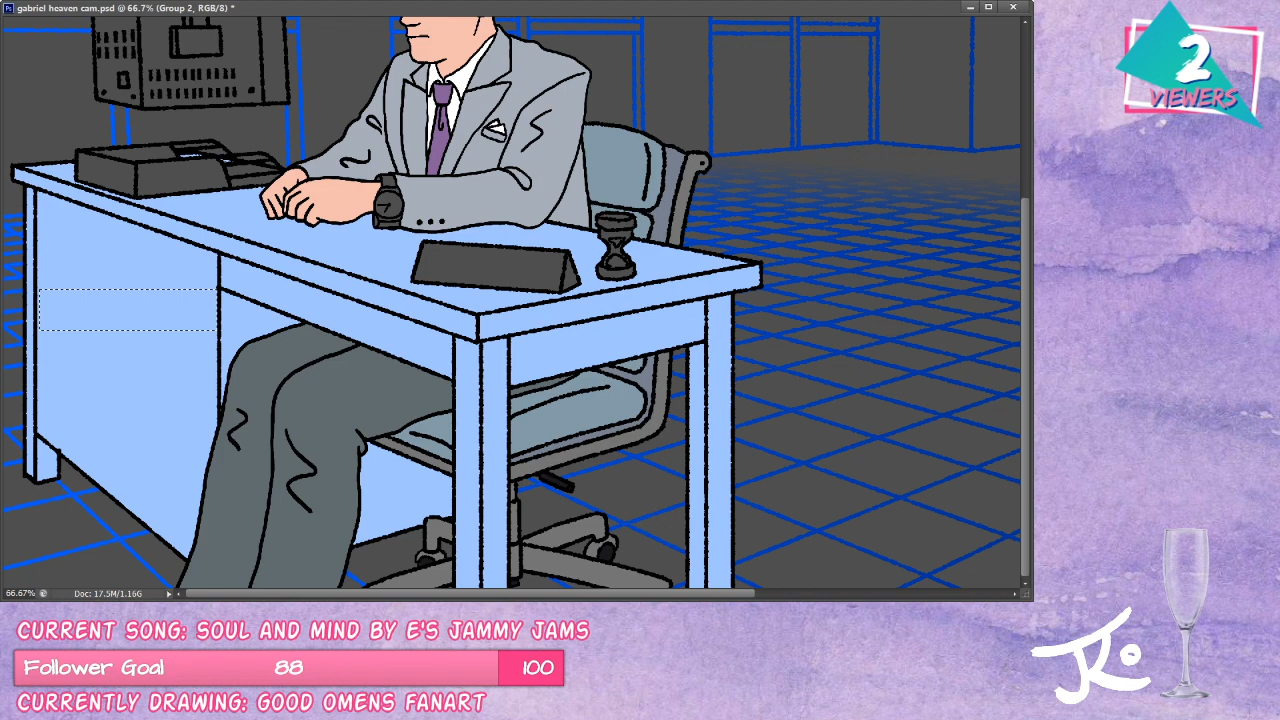 gabriel heaven cam.psd @ 66.7% (Group 2, RGB/8) *
2
VIEWERS
66.67%
Doc: 17.5M/1.16G
CURRENT SONG: SOUL AND MIND BY E'S JAMMY JAMS
Follower Goal 88 100
CURRENTLY DRAWING: GOOD OMENS FANART
JKo